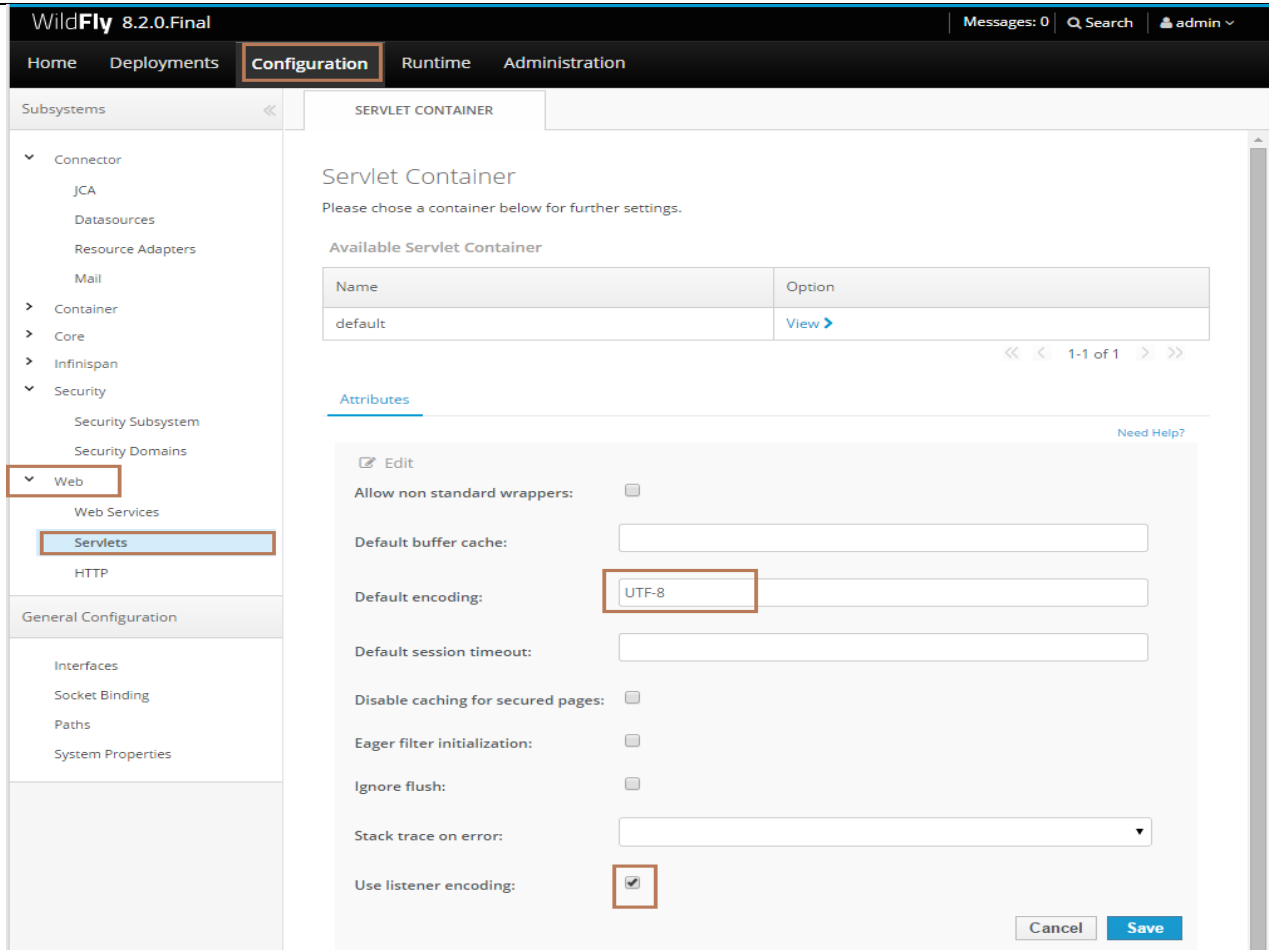 WildFly 8.2.0.Final
Messages: 0 Search admin
Home Deployments Configuration Runtime Administration
Subsystems
Connector
JCA
Datasources
Resource Adapters
Mail
Container
Core
Infinispan
Security
Security Subsystem
Security Domains
Web
Web Services
Servlets
HTTP
General Configuration
Interfaces
Socket Binding
Paths
System Properties
SERVLET CONTAINER
Servlet Container
Please chose a container below for further settings.
Available Servlet Container
Name Option
default View
1-1 of 1
Attributes
Need Help?
Edit
Allow non standard wrappers:
Default buffer cache:
Default encoding: UTF-8
Default session timeout:
Disable caching for secured pages:
Eager filter initialization:
Ignore flush:
Stack trace on error:
Use listener encoding:
Cancel Save